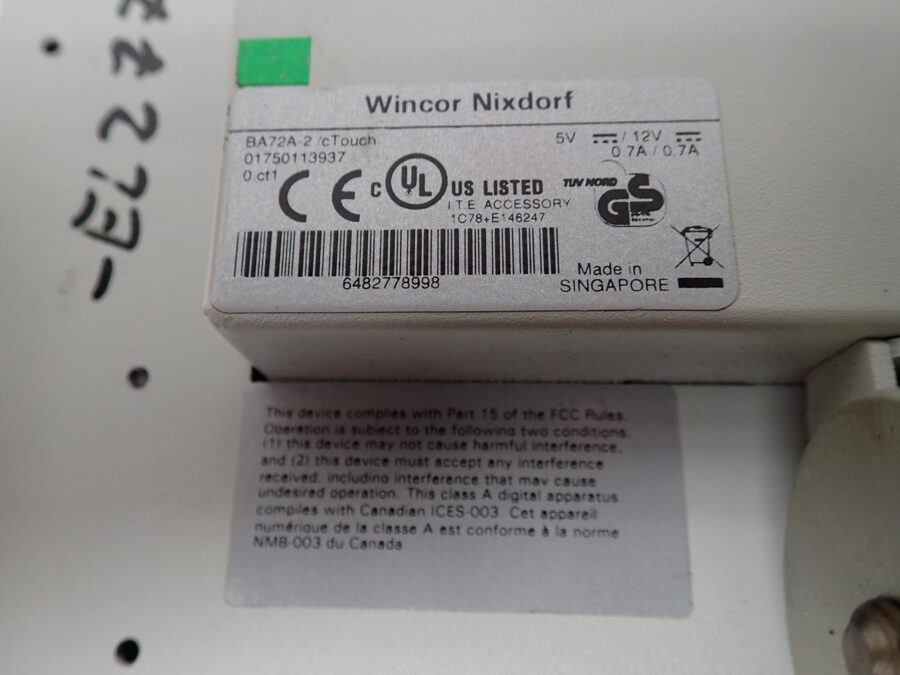 Wincor Nixdorf
BA72A-2 /cTouch
01750113937
0.ct1
5V ⎓ / 12V ⎓
0.7A / 0.7A
CE
c UL US LISTED
I.T.E ACCESSORY
1C78+E146247
TUV NORD
GS
6482778998
Made in
SINGAPORE
This device complies with Part 15 of the FCC Rules.
Operation is subject to the following two conditions:
(1) this device may not cause harmful interference,
and (2) this device must accept any interference
received, including interference that may cause
undesired operation. This class A digital apparatus
complies with Canadian ICES-003. Cet appareil
numérique de la classe A est conforme à la norme
NMB-003 du Canada